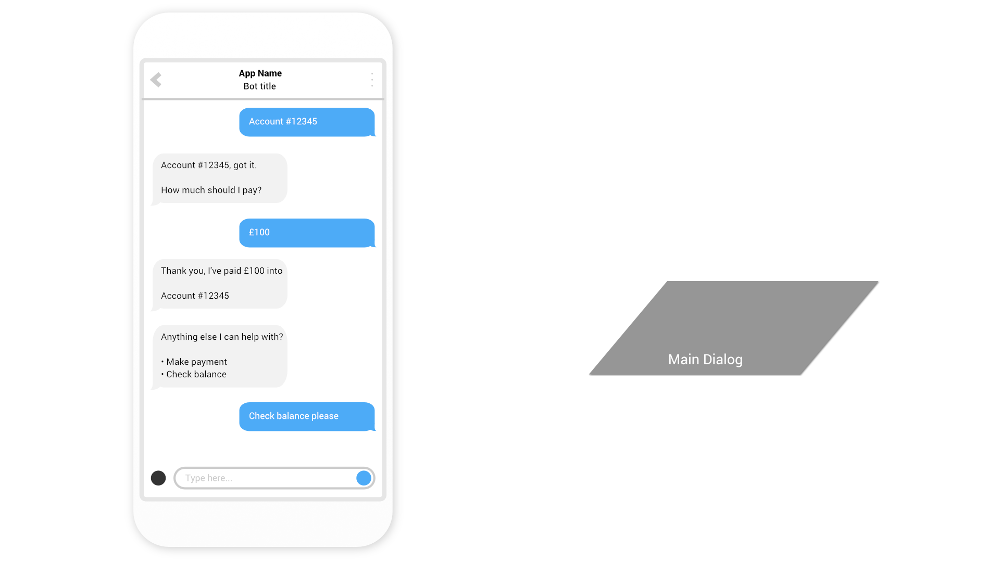 App Name
Bot title
Account #12345
Account #12345, got it.
How much should I pay?
£100
Thank you, I've paid £100 into
Account #12345
Anything else I can help with?
• Make payment
• Check balance
Check balance please
Type here...
Main Dialog